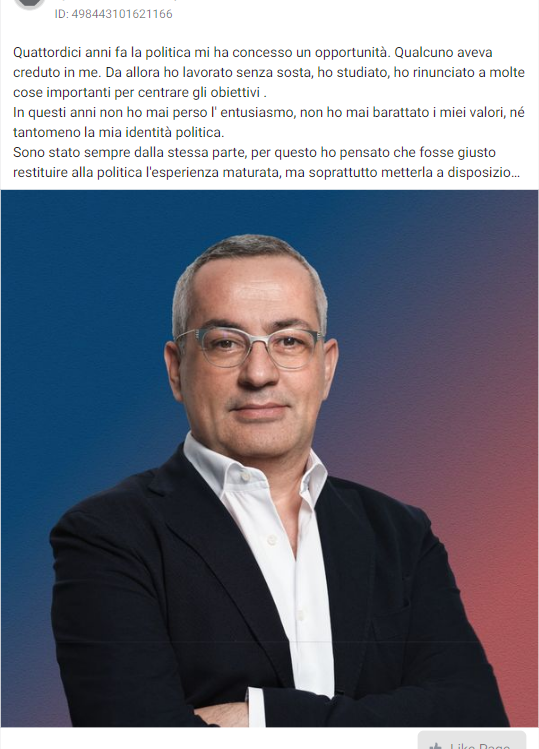 ID: 498443101621166
Quattordici anni fa la politica mi ha concesso un opportunità. Qualcuno aveva
creduto in me. Da allora ho lavorato senza sosta, ho studiato, ho rinunciato a molte
cose importanti per centrare gli obiettivi .
In questi anni non ho mai perso l' entusiasmo, non ho mai barattato i miei valori, né
tantomeno la mia identità politica.
Sono stato sempre dalla stessa parte, per questo ho pensato che fosse giusto
restituire alla politica l'esperienza maturata, ma soprattutto metterla a disposizio...
Like Page